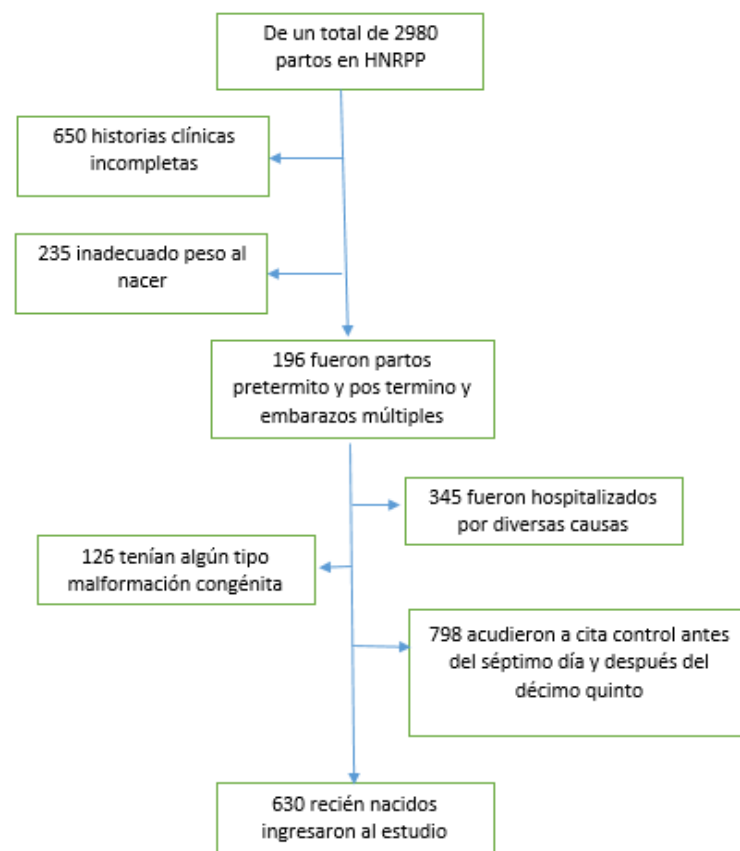 De un total de 2980
partos en HNRPP
650 historias clínicas
incompletas
235 inadecuado peso al
nacer
196 fueron partos
pretermito y pos termino y
embarazos múltiples
345 fueron hospitalizados
por diversas causas
126 tenían algún tipo
malformación congénita
798 acudieron a cita control antes
del séptimo día y después del
décimo quinto
630 recién nacidos
ingresaron al estudio